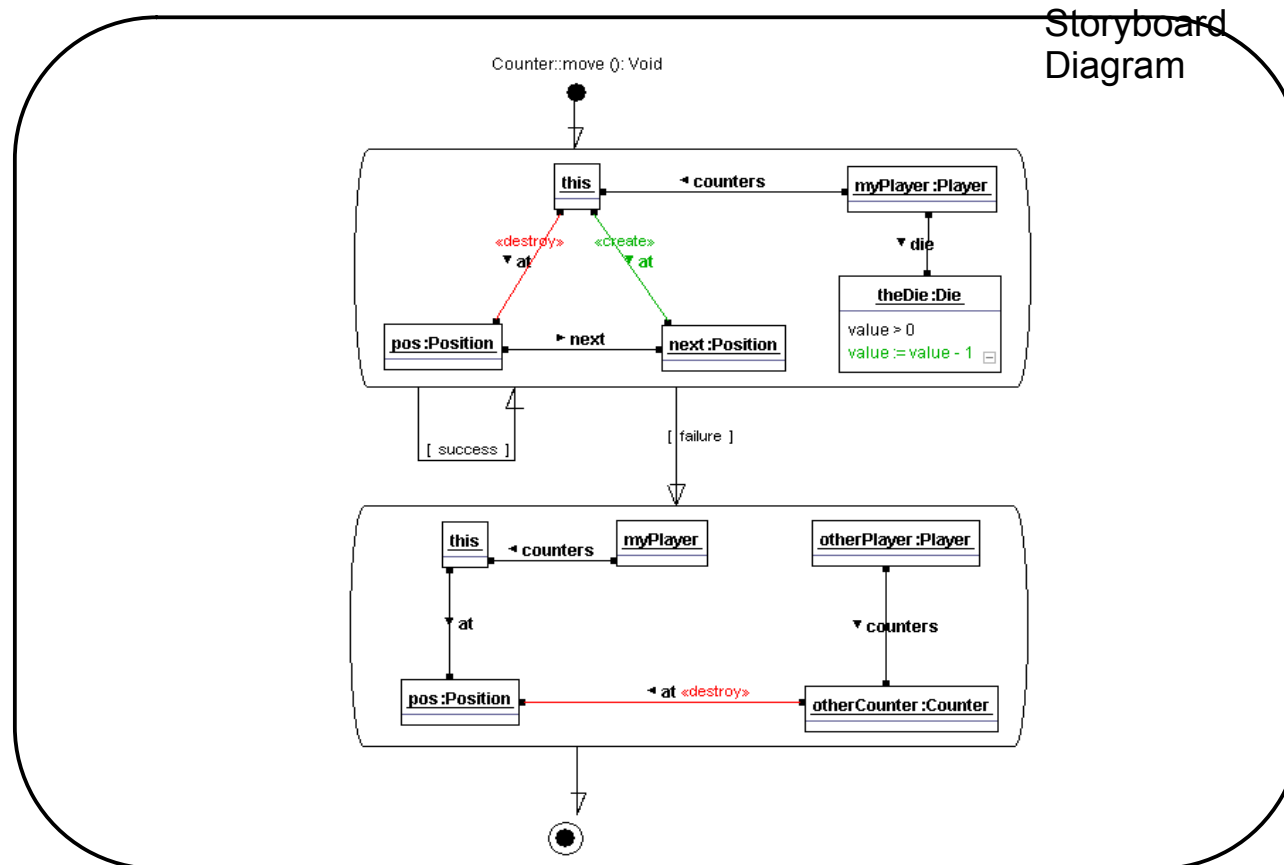 Storyboard
Diagram
Counter::move (): Void
this
◄ counters
myPlayer :Player
«destroy»
▼ at
«create»
▼ at
▼ die
theDie :Die
value > 0
value := value - 1
pos :Position
► next
next :Position
[ success ]
[ failure ]
this
◄ counters
myPlayer
otherPlayer :Player
▼ at
▼ counters
pos :Position
◄ at «destroy»
otherCounter :Counter